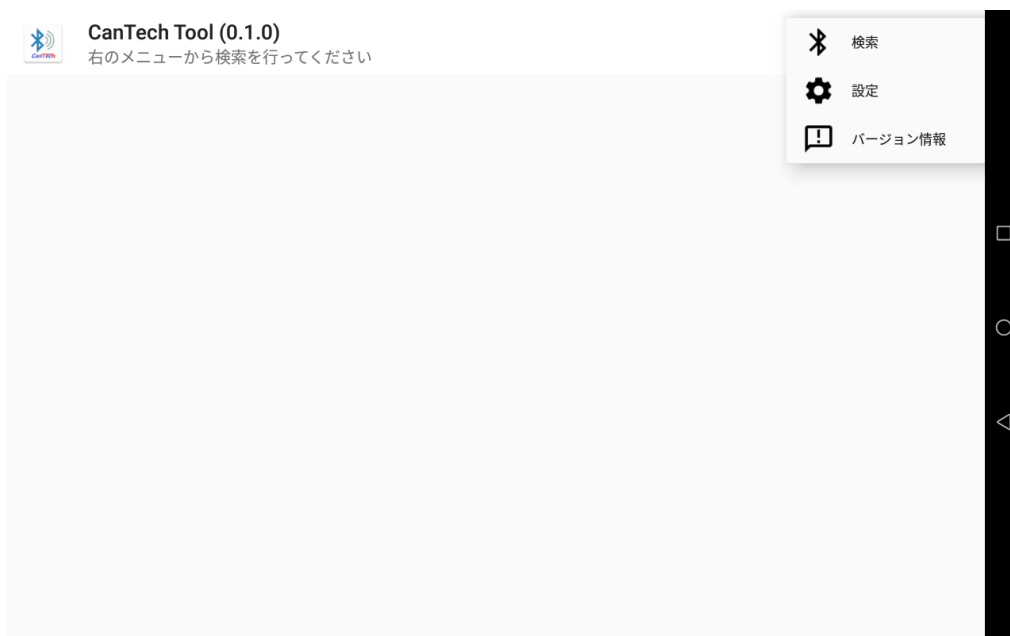 CanTech Tool (0.1.0)
右のメニューから検索を行ってください
CanTech
検索
設定
バージョン情報